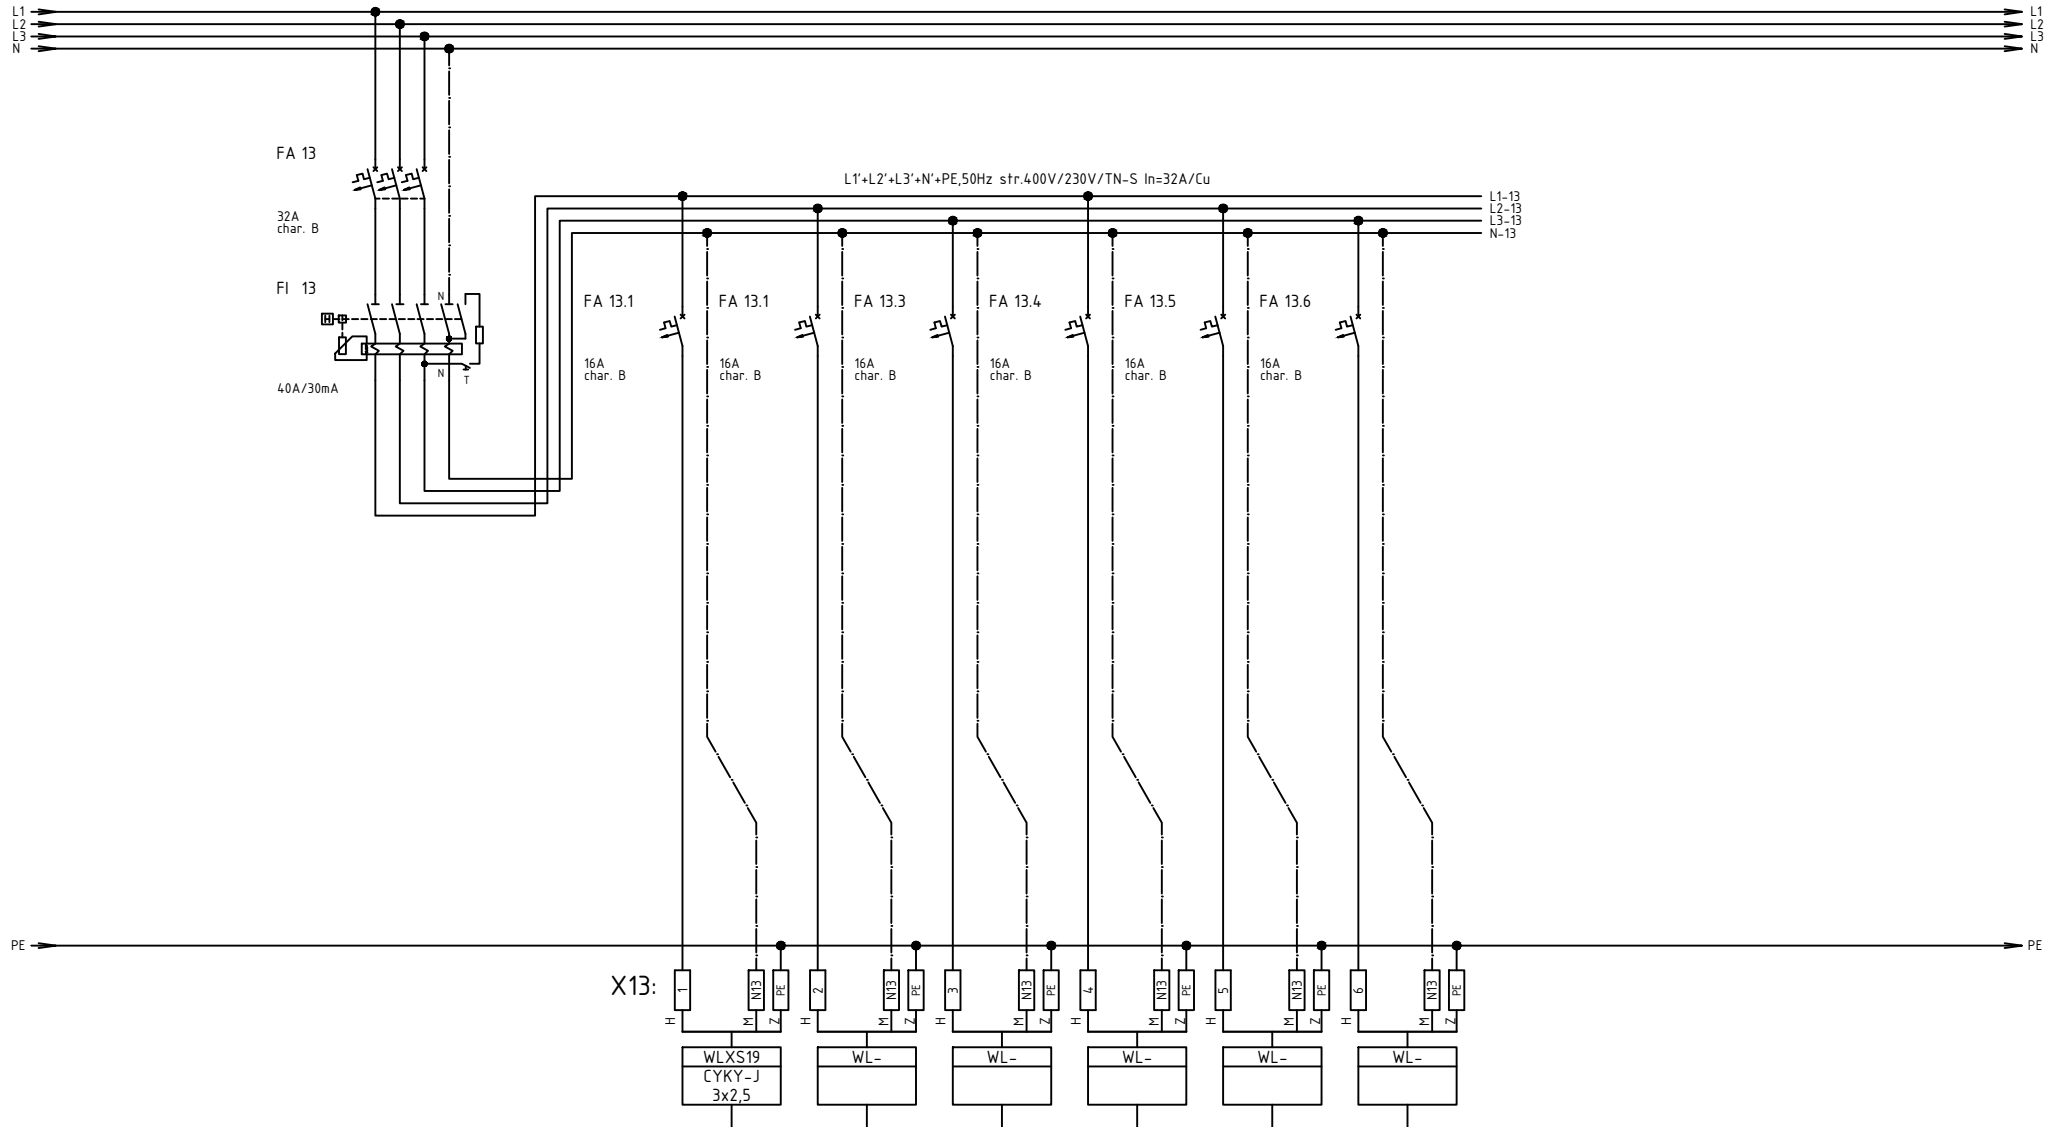 L1
L1
L2
L2
L3
L3
N
N
FA 13
32A
char. B
L1'+L2'+L3'+N'+PE,50Hz str.400V/230V/TN-S In=32A/Cu
L1-13
L2-13
L3-13
N-13
FI 13
N
N
T
40A/30mA
FA 13.1
FA 13.1
FA 13.3
FA 13.4
FA 13.5
FA 13.6
16A
char. B
16A
char. B
16A
char. B
16A
char. B
16A
char. B
16A
char. B
PE
PE
X13:
1
N13
PE
2
N13
PE
3
N13
PE
4
N13
PE
5
N13
PE
6
N13
PE
H
M
Z
H
M
Z
H
M
Z
H
M
Z
H
M
Z
H
M
Z
WLXS19
CYKY-J
3x2,5
WL-
WL-
WL-
WL-
WL-